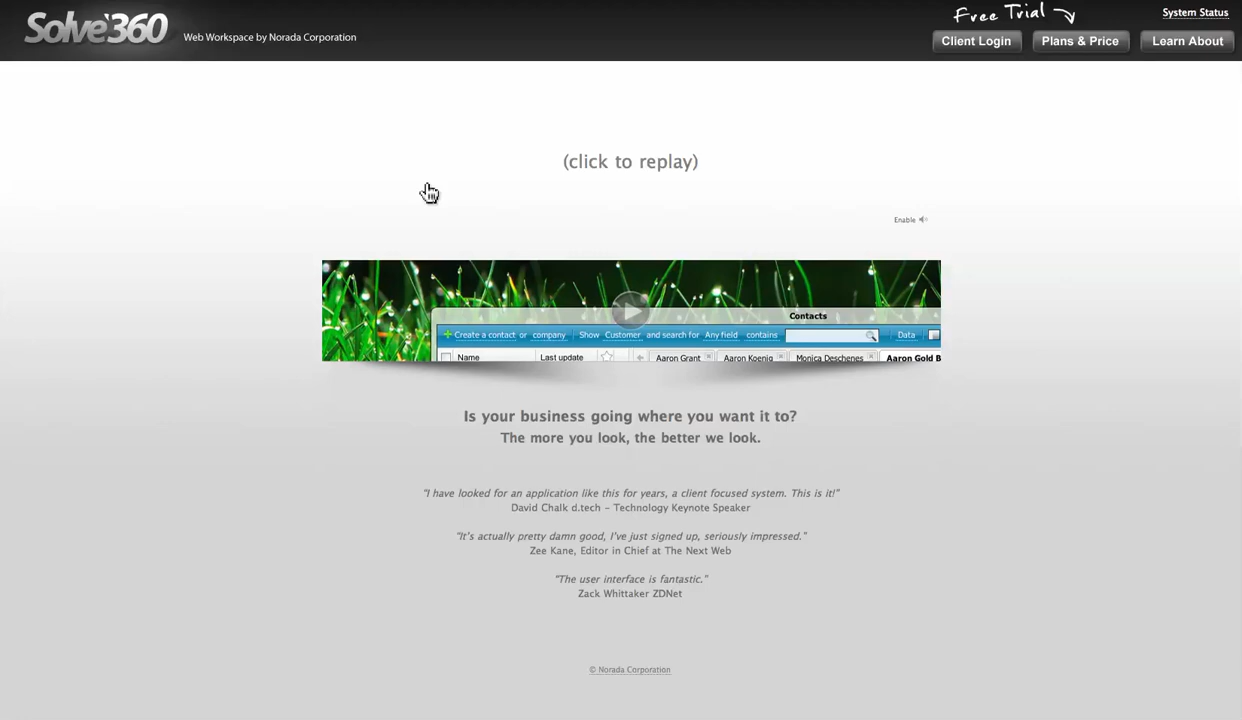 Solve360
Web Workspace by Norada Corporation
Free Trial
System Status
Client Login
Plans & Price
Learn About
(click to replay)
Enable
Contacts
Create a contact or company Show Customer and search for Any field contains Data
Name Last update Aaron Grant Aaron Koenig Monica Deschenes Aaron Gold B
Is your business going where you want it to?
The more you look, the better we look.
“I have looked for an application like this for years, a client focused system. This is it!”
David Chalk d.tech – Technology Keynote Speaker
“It’s actually pretty damn good, I’ve just signed up, seriously impressed.”
Zee Kane, Editor in Chief at The Next Web
“The user interface is fantastic.”
Zack Whittaker ZDNet
© Norada Corporation